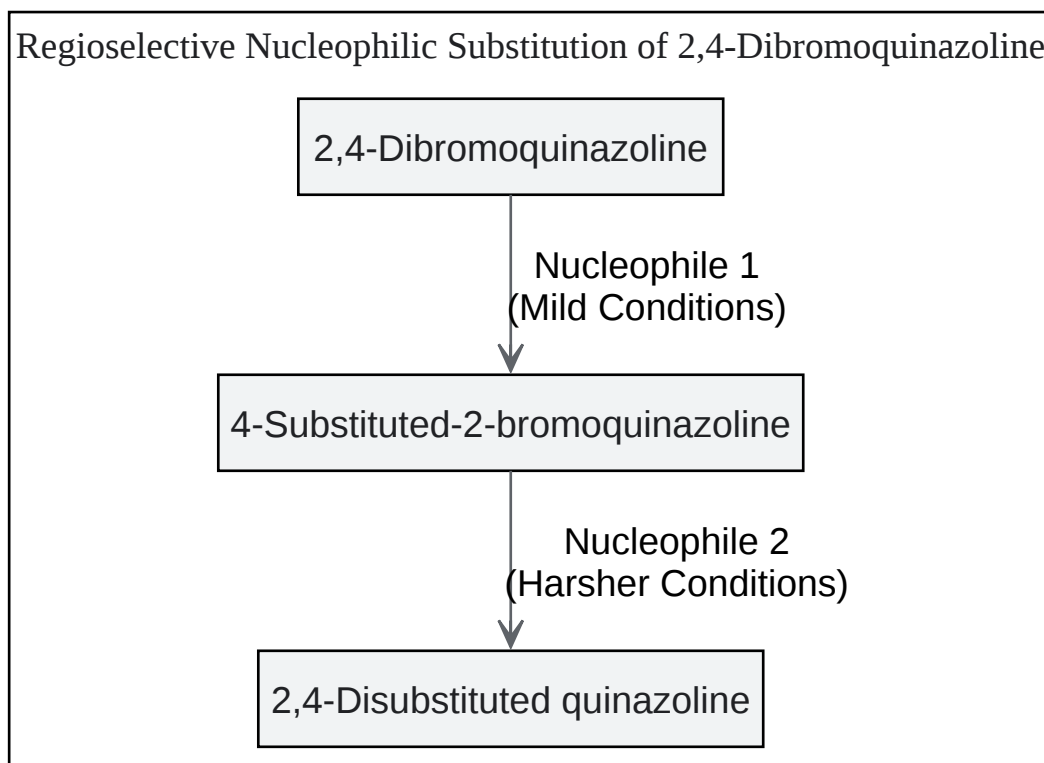 Regioselective Nucleophilic Substitution of 2,4-Dibromoquinazoline
2,4-Dibromoquinazoline
Nucleophile 1
(Mild Conditions)
4-Substituted-2-bromoquinazoline
Nucleophile 2
(Harsher Conditions)
2,4-Disubstituted quinazoline